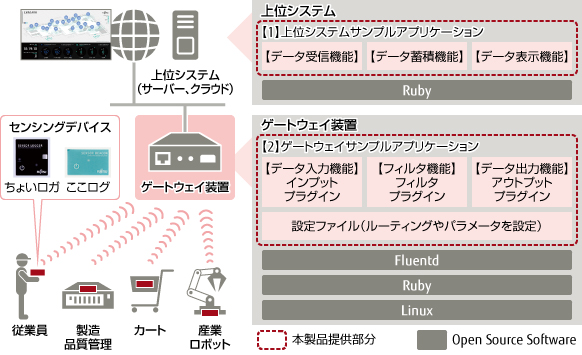 上位システム
(サーバー、クラウド)
センシングデバイス
ちょいロガ
ここログ
ゲートウェイ装置
従業員
製造
品質管理
カート
産業
ロボット
上位システム
【1】上位システムサンプルアプリケーション
【データ受信機能】
【データ蓄積機能】
【データ表示機能】
Ruby
ゲートウェイ装置
【2】ゲートウェイサンプルアプリケーション
【データ入力機能】
インプット
プラグイン
【フィルタ機能】
フィルタ
プラグイン
【データ出力機能】
アウトプット
プラグイン
設定ファイル(ルーティングやパラメータを設定)
Fluentd
Ruby
Linux
本製品提供部分
Open Source Software